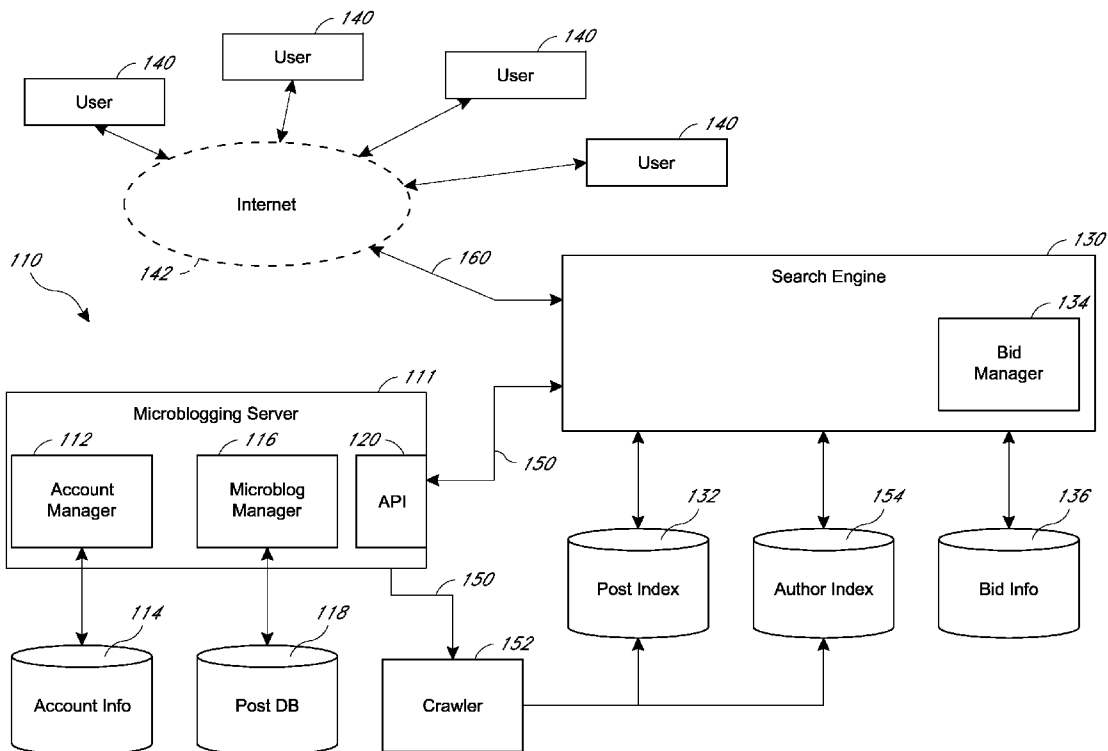 140
User
140
User
140
User
140
User
Internet
142
160
110
130
Search Engine
134
Bid
Manager
111
Microblogging Server
112
Account
Manager
116
Microblog
Manager
120
API
150
132
Post Index
154
Author Index
136
Bid Info
150
114
Account Info
118
Post DB
152
Crawler